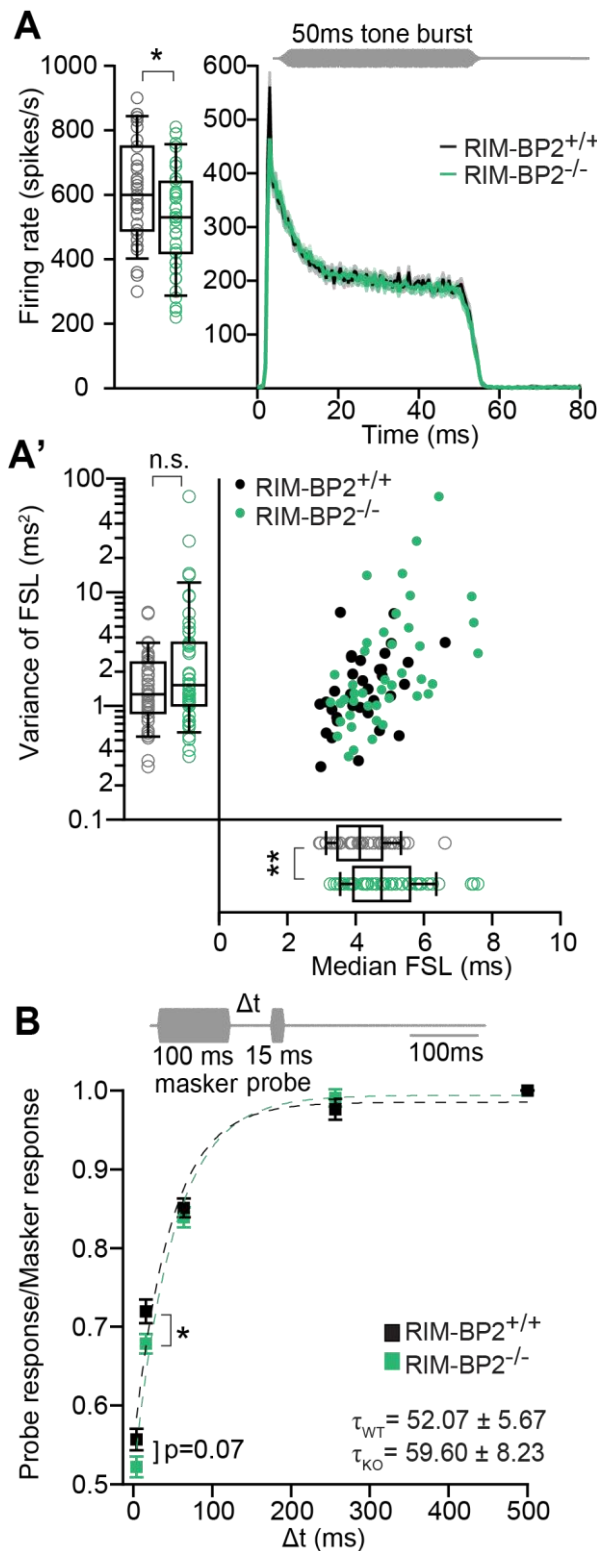 A
50ms tone burst
*
Firing rate (spikes/s)
1000
800
600
400
200
0
600
500
400
300
200
100
0
RIM-BP2+/+
RIM-BP2-/-
0 20 40 60 80
Time (ms)
A'
n.s.
Variance of FSL (ms²)
100
4
2
10
4
2
1
4
2
0.1
RIM-BP2+/+
RIM-BP2-/-
**
0 2 4 6 8 10
Median FSL (ms)
B
Δt
100 ms 15 ms
masker probe
100ms
Probe response/Masker response
1.0
0.9
0.8
0.7
0.6
0.5
*
p=0.07
RIM-BP2+/+
RIM-BP2-/-
τWT= 52.07 ± 5.67
τKO= 59.60 ± 8.23
0 100 200 300 400 500
Δt (ms)